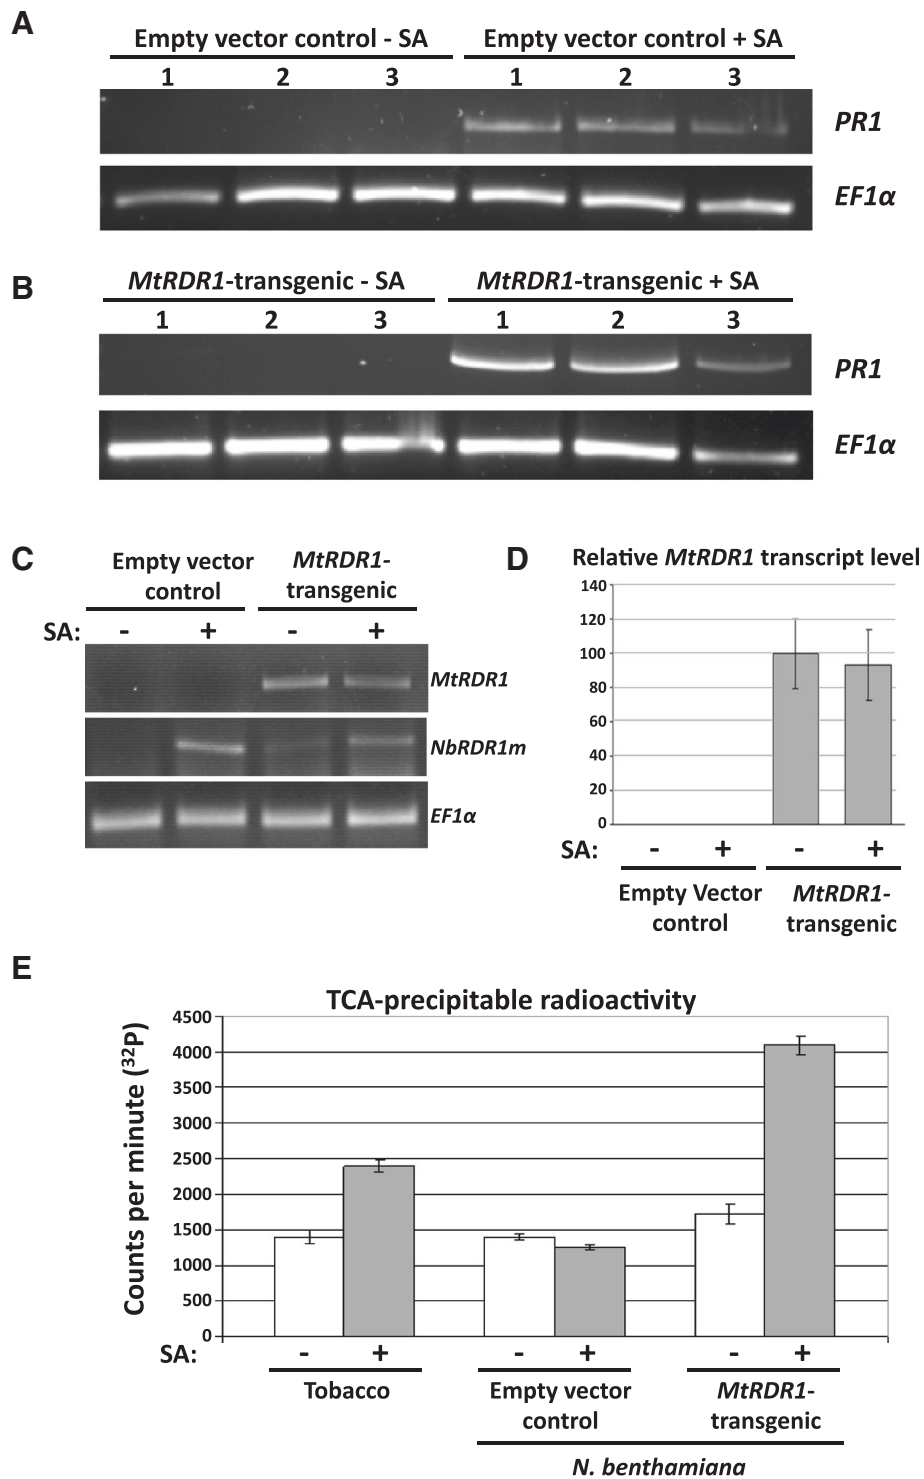 A
Empty vector control - SA
Empty vector control + SA
1 2 3 1 2 3
PR1
EF1α
B
MtRDR1-transgenic - SA
MtRDR1-transgenic + SA
1 2 3 1 2 3
PR1
EF1α
C
Empty vector
control
MtRDR1-
transgenic
SA: - + - +
MtRDR1
NbRDR1m
EF1α
D
Relative MtRDR1 transcript level
140
120
100
80
60
40
20
0
SA: - + - +
Empty Vector
control
MtRDR1-
transgenic
E
TCA-precipitable radioactivity
Counts per minute (³²P)
4500
4000
3500
3000
2500
2000
1500
1000
500
0
SA: - + - + - +
Tobacco
Empty vector
control
MtRDR1-
transgenic
N. benthamiana